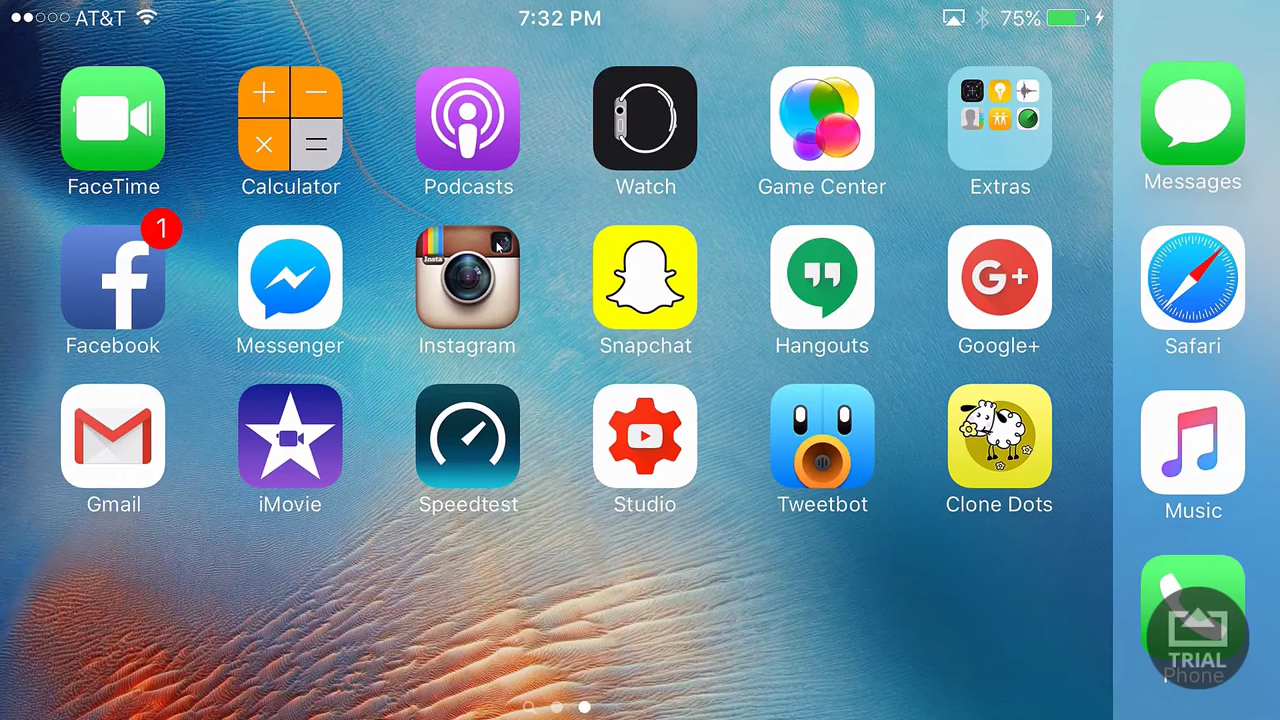 AT&T 7:32 PM 75%
FaceTime Calculator Podcasts Watch Game Center Extras Messages
1
Insta
Facebook Messenger Instagram Snapchat Hangouts Google+ Safari
Gmail iMovie Speedtest Studio Tweetbot Clone Dots Music
TRIAL
Phone